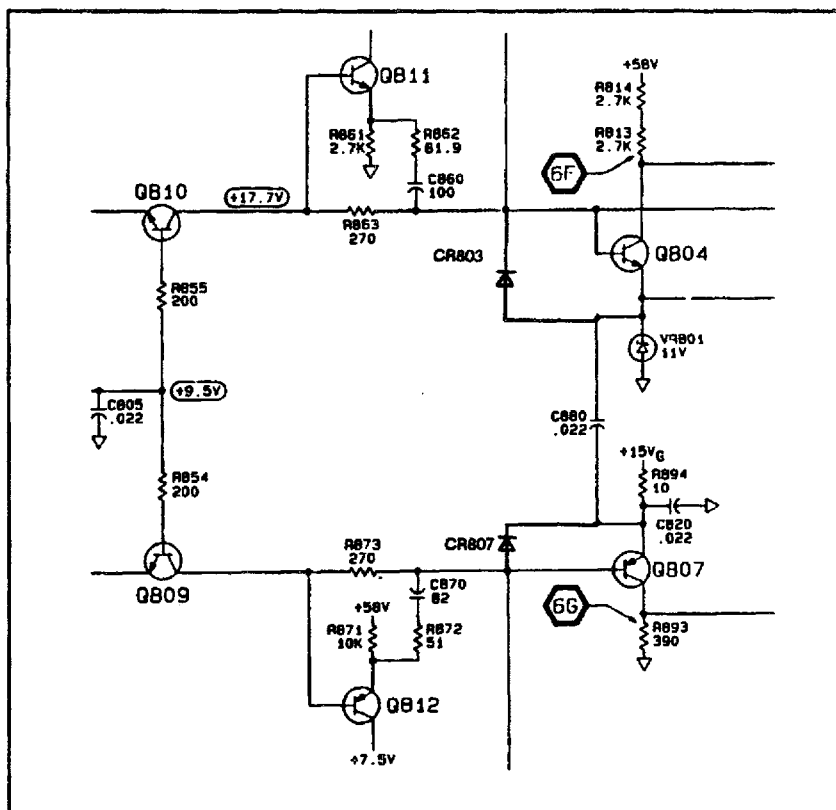 Q811
+58V
R814
2.7K
R861
2.7K
R862
61.9
R813
2.7K
6F
C860
100
Q810
+17.7V
R863
270
CR803
Q804
R855
200
VR801
11V
+9.5V
C805
.022
C880
.022
+15VG
R894
10
R854
200
C820
.022
R873
270
CR807
Q809
C870
82
Q807
+58V
6G
R871
10K
R872
51
R893
390
Q812
+7.5V